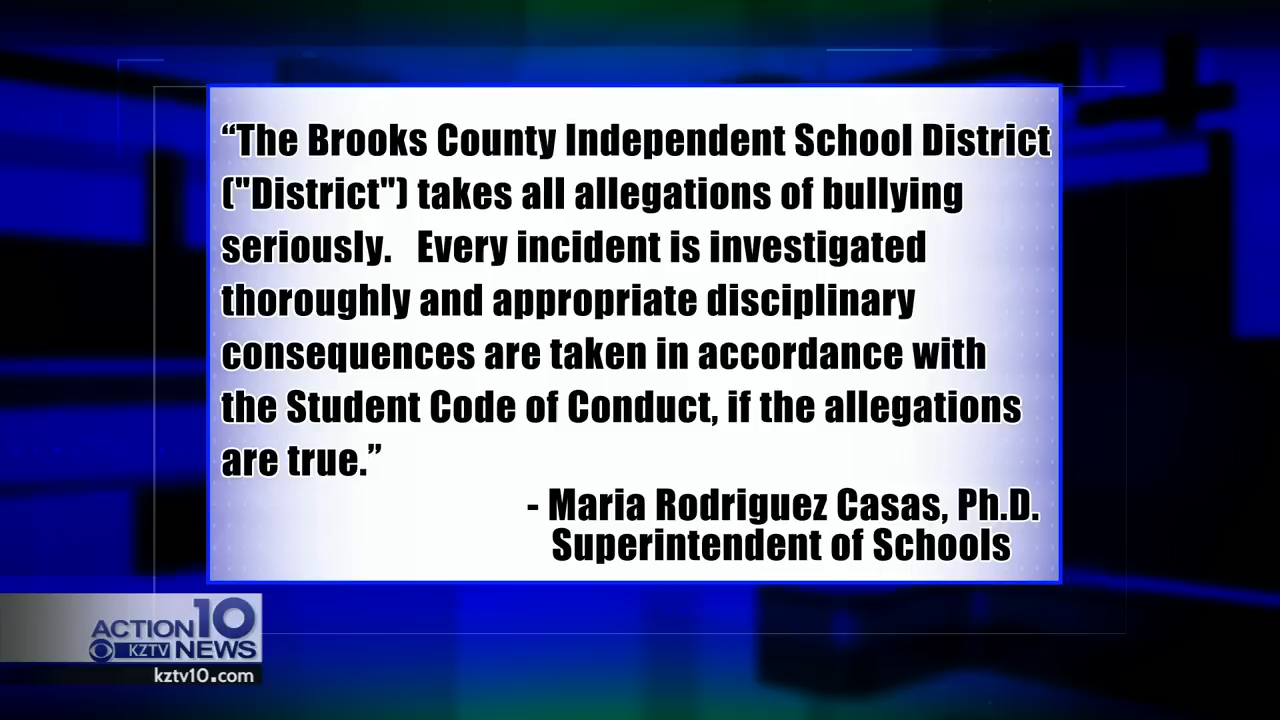 “The Brooks County Independent School District
("District") takes all allegations of bullying
seriously.   Every incident is investigated
thoroughly and appropriate disciplinary
consequences are taken in accordance with
the Student Code of Conduct, if the allegations
are true.”
- Maria Rodriguez Casas, Ph.D.
Superintendent of Schools
ACTION 10
KZTV NEWS
kztv10.com